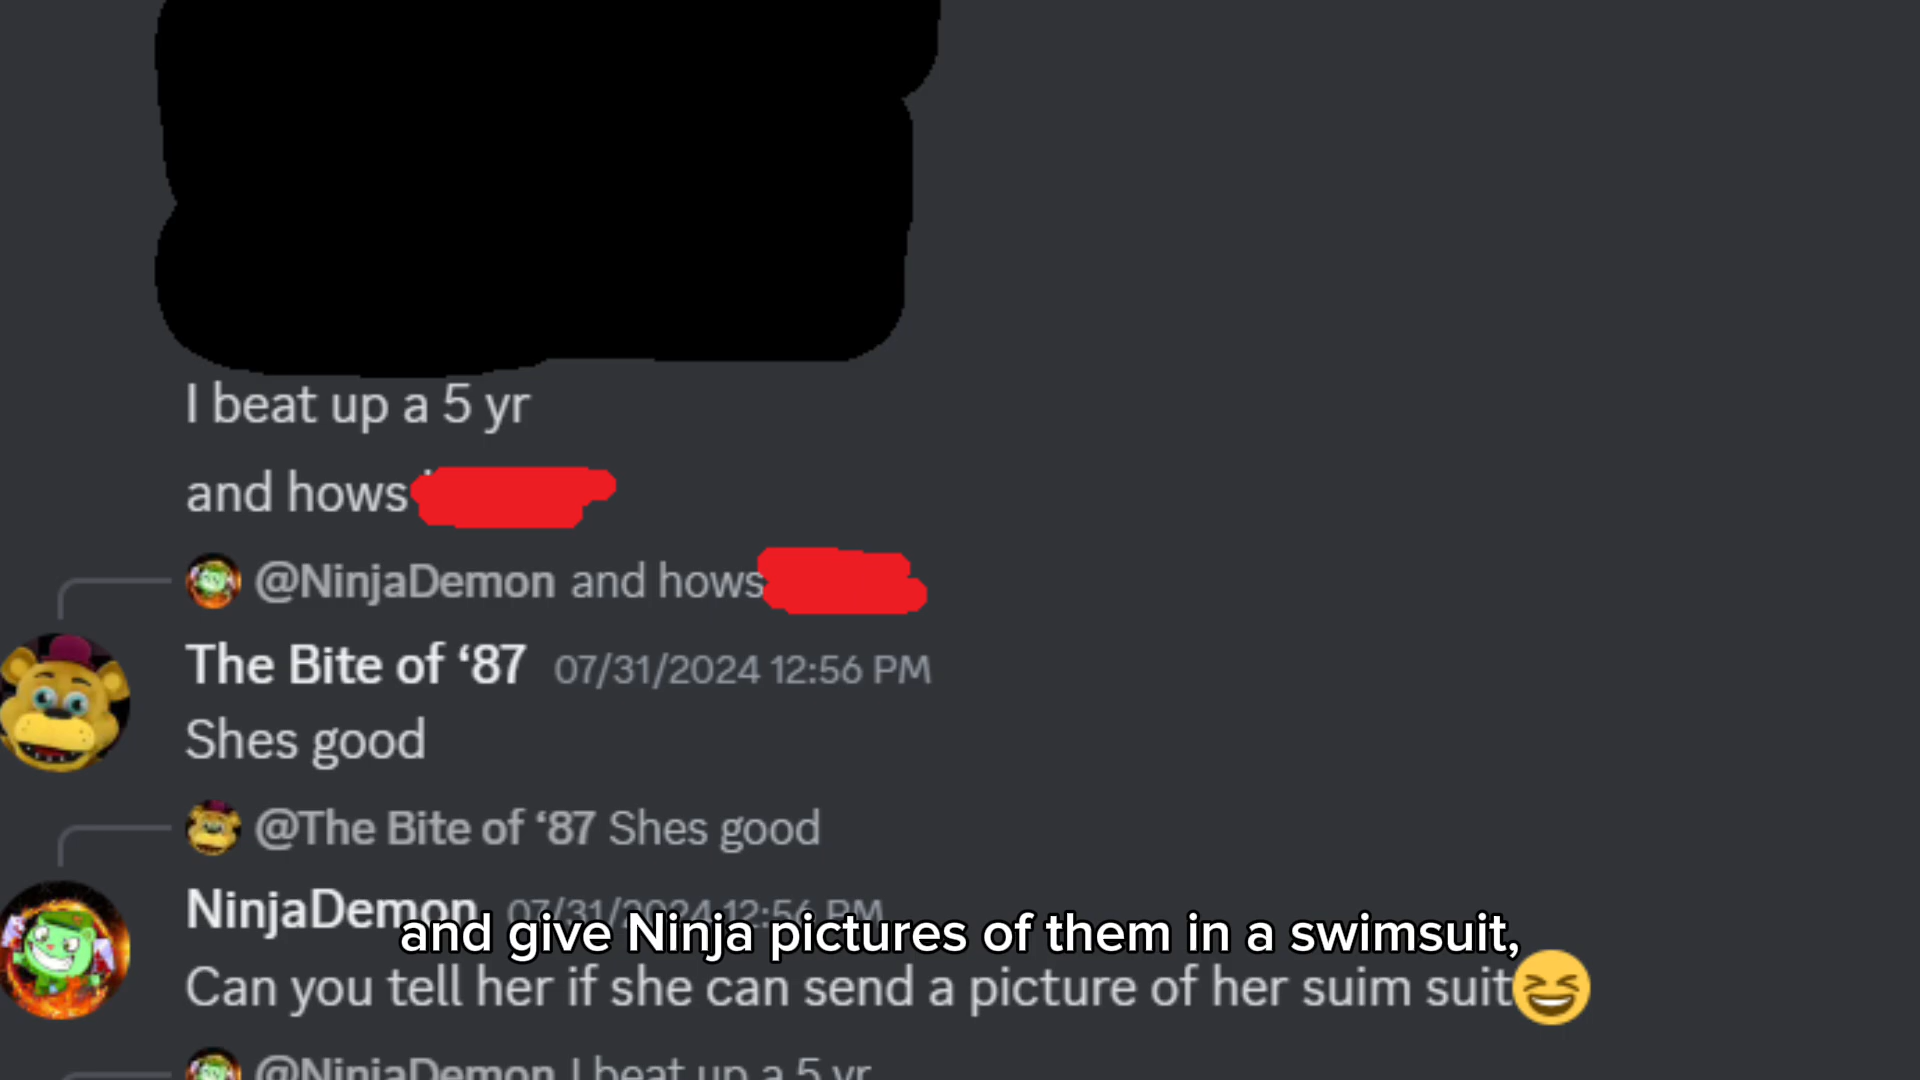 I beat up a 5 yr
and hows
@NinjaDemon and hows
The Bite of ‘87 07/31/2024 12:56 PM
Shes good
@The Bite of ‘87 Shes good
NinjaDemon 07/31/2024 12:56 PM
and give Ninja pictures of them in a swimsuit,
Can you tell her if she can send a picture of her suim suit😆
@NinjaDemon I beat up a 5 yr